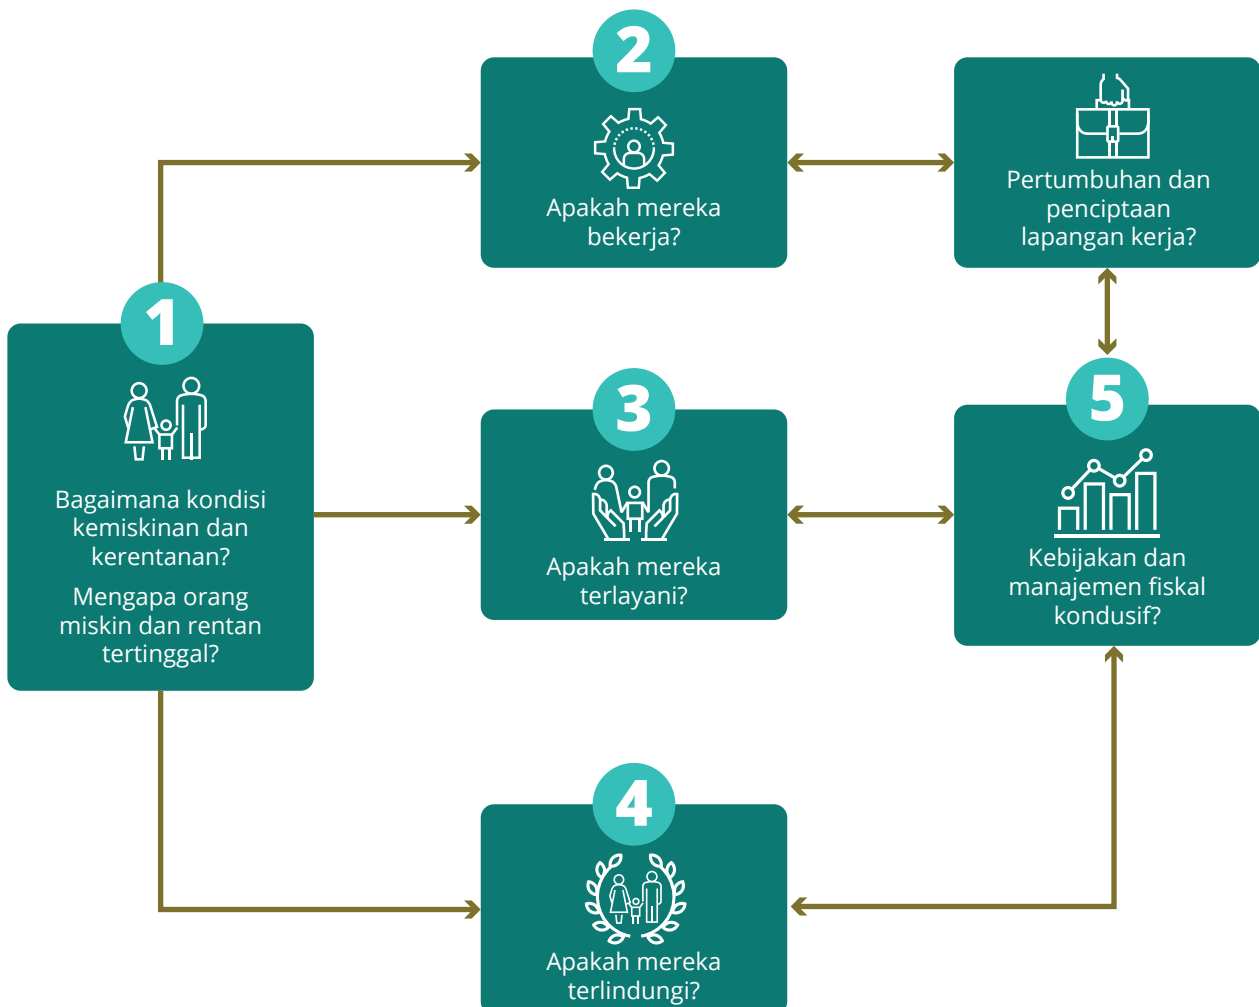 1
Bagaimana kondisi
kemiskinan dan
kerentanan?
Mengapa orang
miskin dan rentan
tertinggal?
2
Apakah mereka
bekerja?
Pertumbuhan dan
penciptaan
lapangan kerja?
3
Apakah mereka
terlayani?
5
Kebijakan dan
manajemen fiskal
kondusif?
4
Apakah mereka
terlindungi?